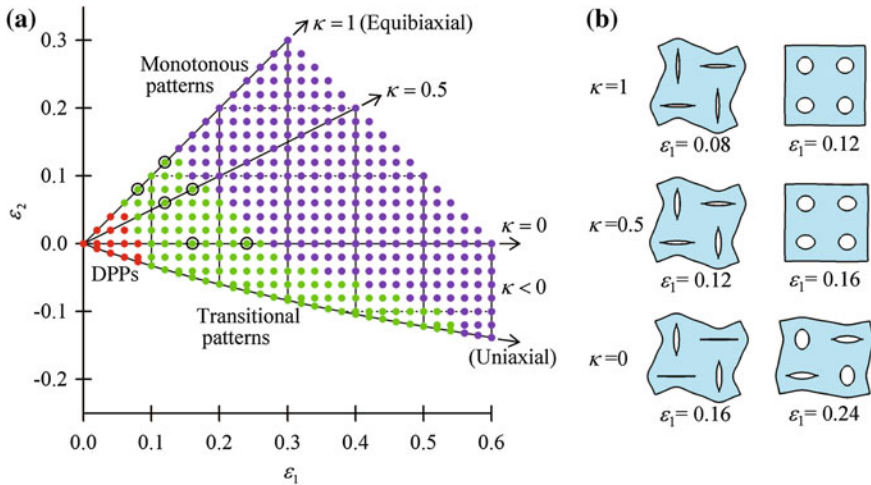 (a)
0.3
0.2
0.1
0.0
-0.1
-0.2
ε2
κ = 1 (Equibiaxial)
Monotonous
patterns
κ = 0.5
κ = 0
κ < 0
DPPs
Transitional
patterns
(Uniaxial)
0.0 0.1 0.2 0.3 0.4 0.5 0.6
ε1
(b)
κ = 1
ε1 = 0.08 ε1 = 0.12
κ = 0.5
ε1 = 0.12 ε1 = 0.16
κ = 0
ε1 = 0.16 ε1 = 0.24